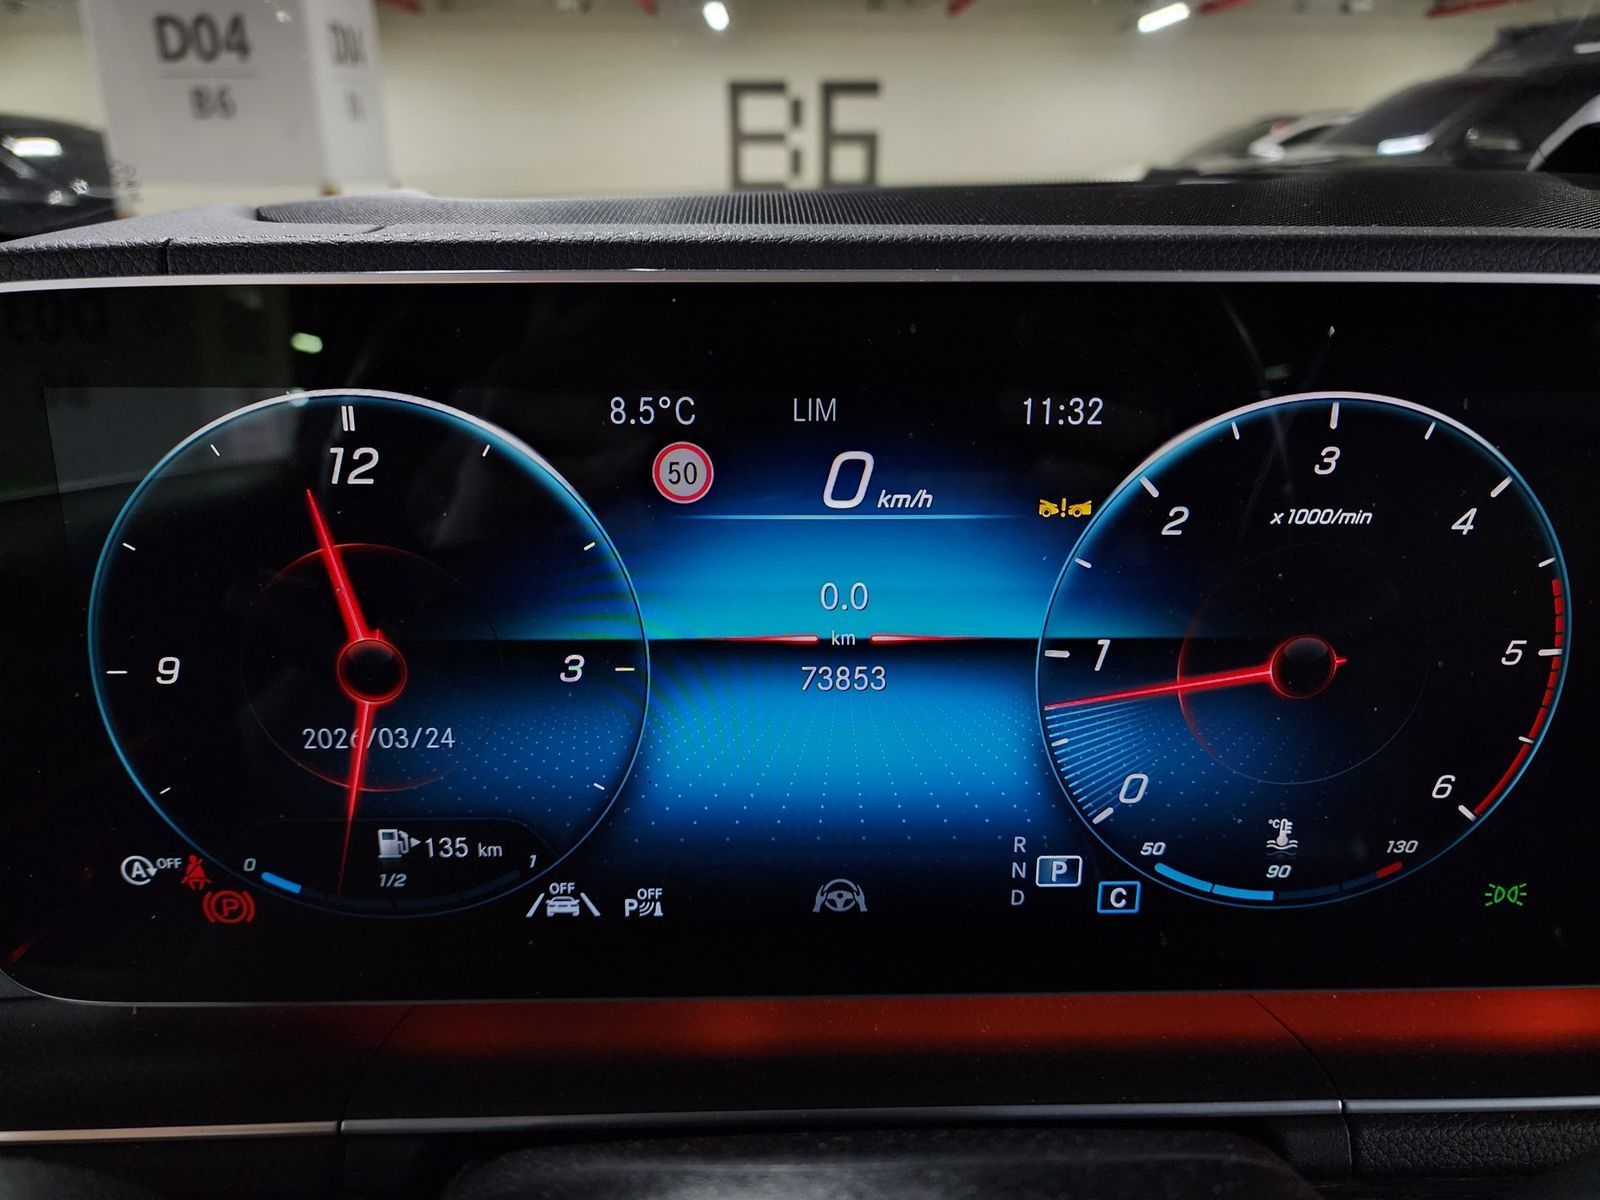 D04
B6
B6
8.5°C LIM 11:32
50
0 km/h
12
3
9
2026/03/24
0.0
km
73853
0
1
2
3
4
5
6
x1000/min
135 km
0 1/2 1
A OFF
P
OFF
P OFF
R
N P
D C
50 90 130
°C